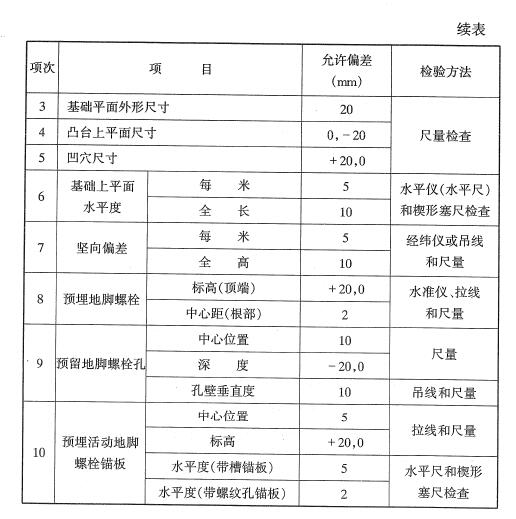 续表
项次 项 目 允许偏差(mm) 检验方法
3 基础平面外形尺寸 20 尺量检查
4 凸台上平面尺寸 0,-20
5 凹穴尺寸 +20,0
6 基础上平面水平度 每 米 5 水平仪(水平尺)和楔形塞尺检查
全 长 10
7 坚向偏差 每 米 5 经纬仪或吊线和尺量
全 高 10
8 预埋地脚螺栓 标高(顶端) +20,0 水准仪、拉线和尺量
中心距(根部) 2
9 预留地脚螺栓孔 中心位置 10 尺量
深 度 -20,0
孔壁垂直度 10 吊线和尺量
10 预埋活动地脚螺栓锚板 中心位置 5 拉线和尺量
标高 +20,0
水平度(带槽锚板) 5 水平尺和楔形塞尺检查
水平度(带螺纹孔锚板) 2